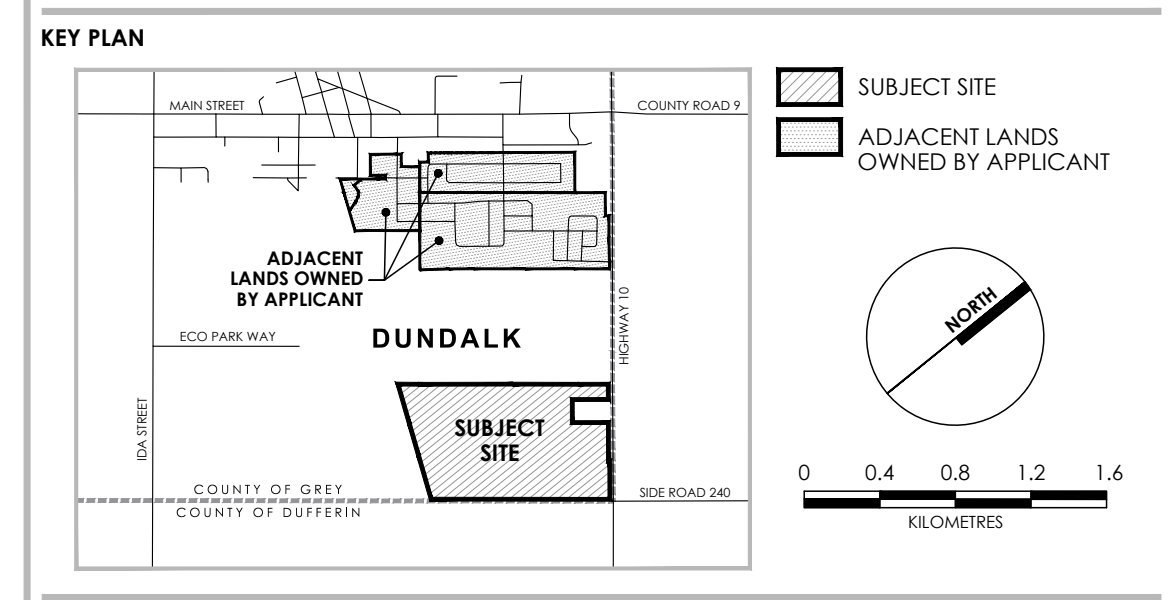 KEY PLAN
MAIN STREET
COUNTY ROAD 9
ADJACENT
LANDS OWNED
BY APPLICANT
ECO PARK WAY
DUNDALK
HIGHWAY 10
IDA STREET
SUBJECT
SITE
COUNTY OF GREY
COUNTY OF DUFFERIN
SIDE ROAD 240
SUBJECT SITE
ADJACENT LANDS
OWNED BY APPLICANT
NORTH
0 0.4 0.8 1.2 1.6
KILOMETRES